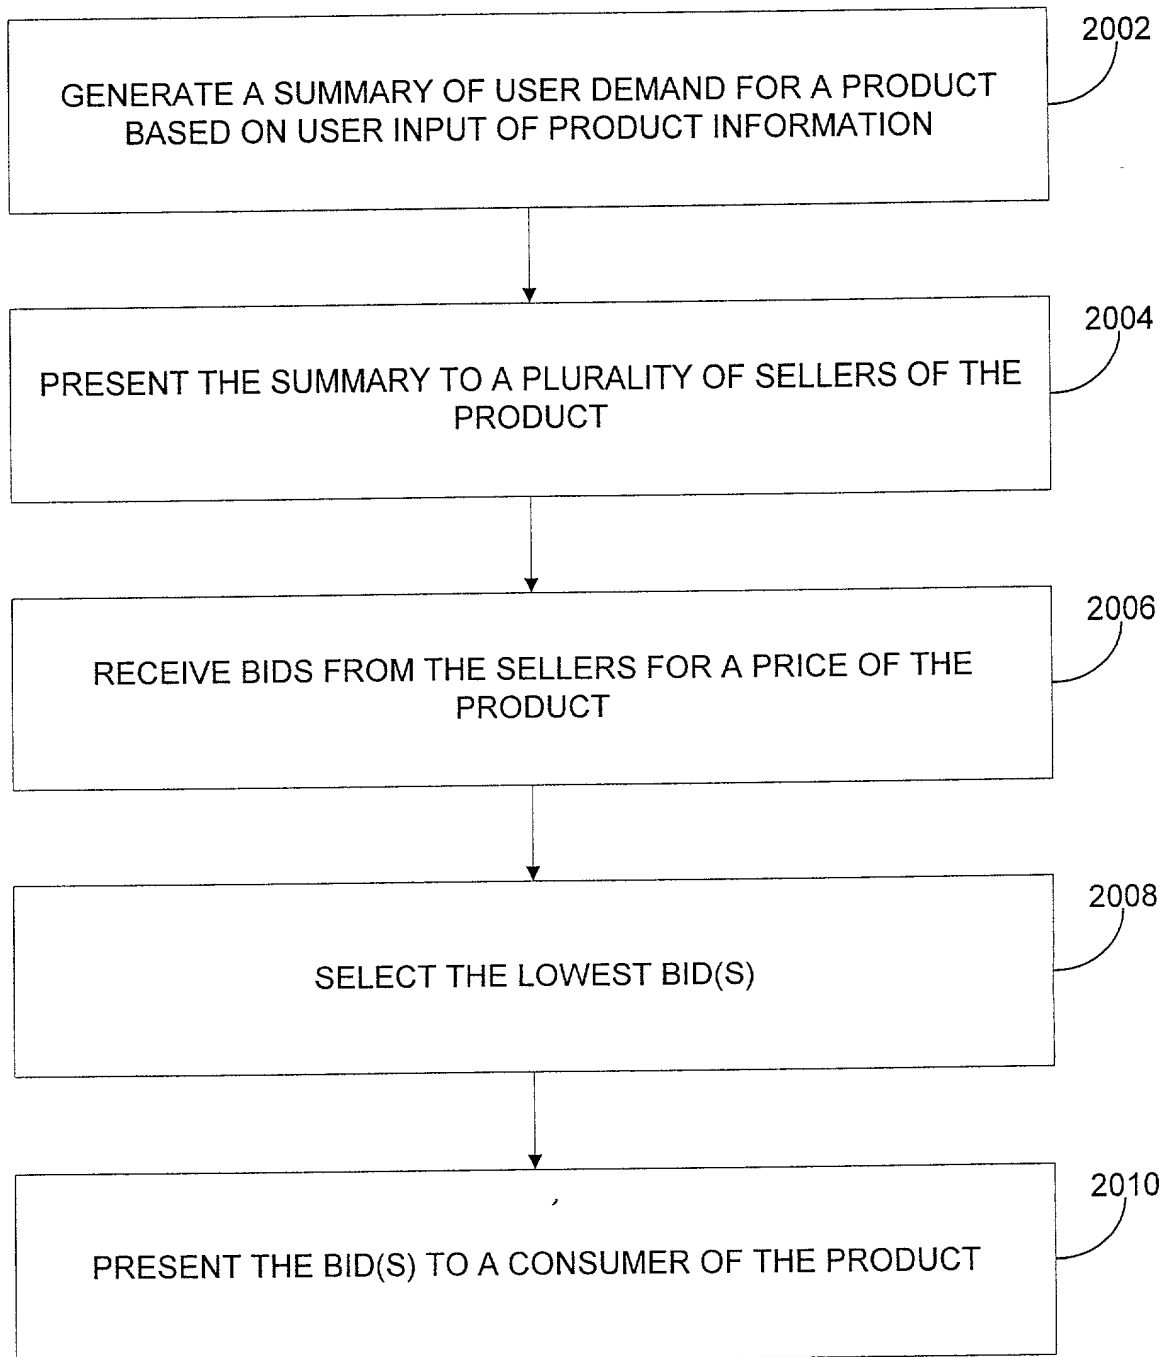 2002
GENERATE A SUMMARY OF USER DEMAND FOR A PRODUCT
BASED ON USER INPUT OF PRODUCT INFORMATION
2004
PRESENT THE SUMMARY TO A PLURALITY OF SELLERS OF THE
PRODUCT
2006
RECEIVE BIDS FROM THE SELLERS FOR A PRICE OF THE
PRODUCT
2008
SELECT THE LOWEST BID(S)
2010
PRESENT THE BID(S) TO A CONSUMER OF THE PRODUCT